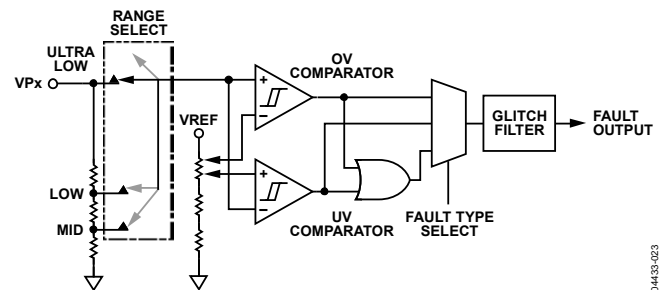 RANGE
SELECT
ULTRA
LOW
VPx
LOW
MID
VREF
OV
COMPARATOR
+
−
+
−
UV
COMPARATOR
FAULT TYPE
SELECT
GLITCH
FILTER
FAULT
OUTPUT
04433-023